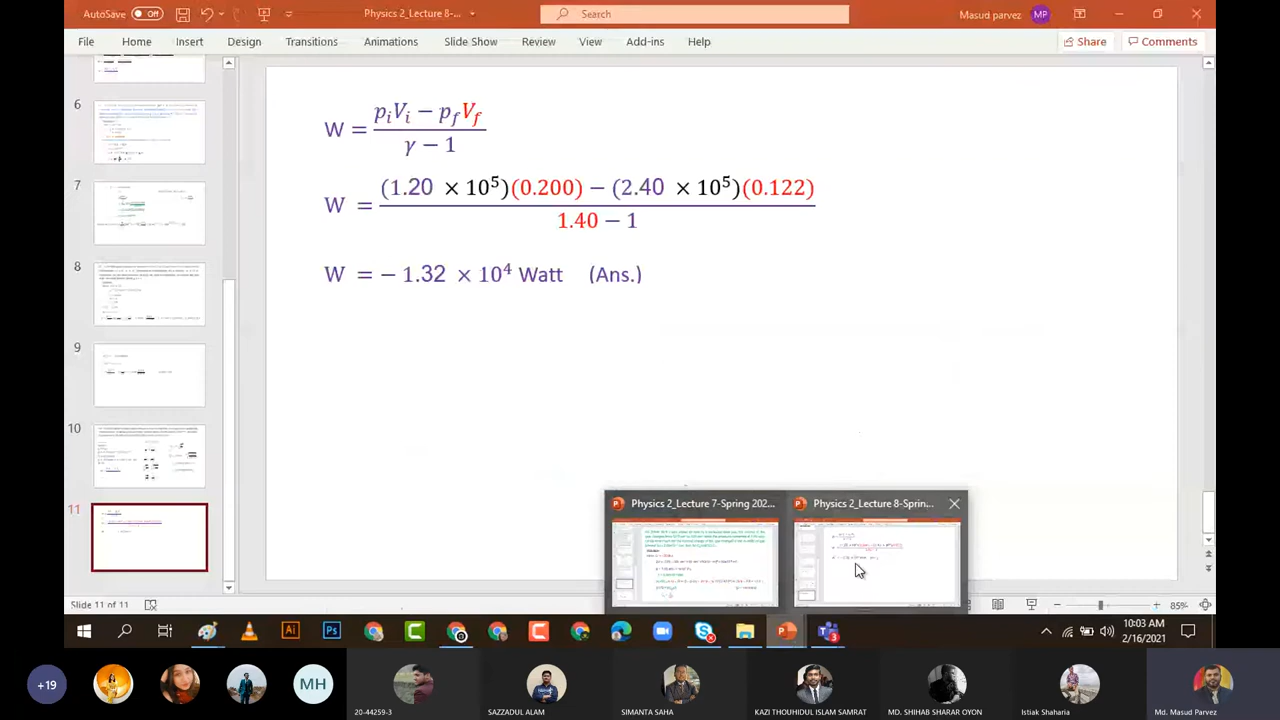 AutoSave Off Physics 2_Lecture 8-... Search Masud parvez MP
File Home Insert Design Transitions Animations Slide Show Review View Add-ins Help Share Comments
6
7
8
9
10
11
W = (p_i V_i − p_f V_f) / (γ − 1)
W = ((1.20 × 10^5)(0.200) − (2.40 × 10^5)(0.122)) / (1.40 − 1)
W = − 1.32 × 10^4 Watt (Ans.)
Physics 2_Lecture 7-Spring 202... Physics 2_Lecture 8-Sprin...
Slide 11 of 11 85%
10:03 AM
2/16/2021
+19 MH 20-44259-3 SAZZADUL ALAM SIMANTA SAHA KAZI THOUHIDUL ISLAM SAMRAT MD. SHIHAB SHARAR OYON Istiak Shaharia Md. Masud Parvez